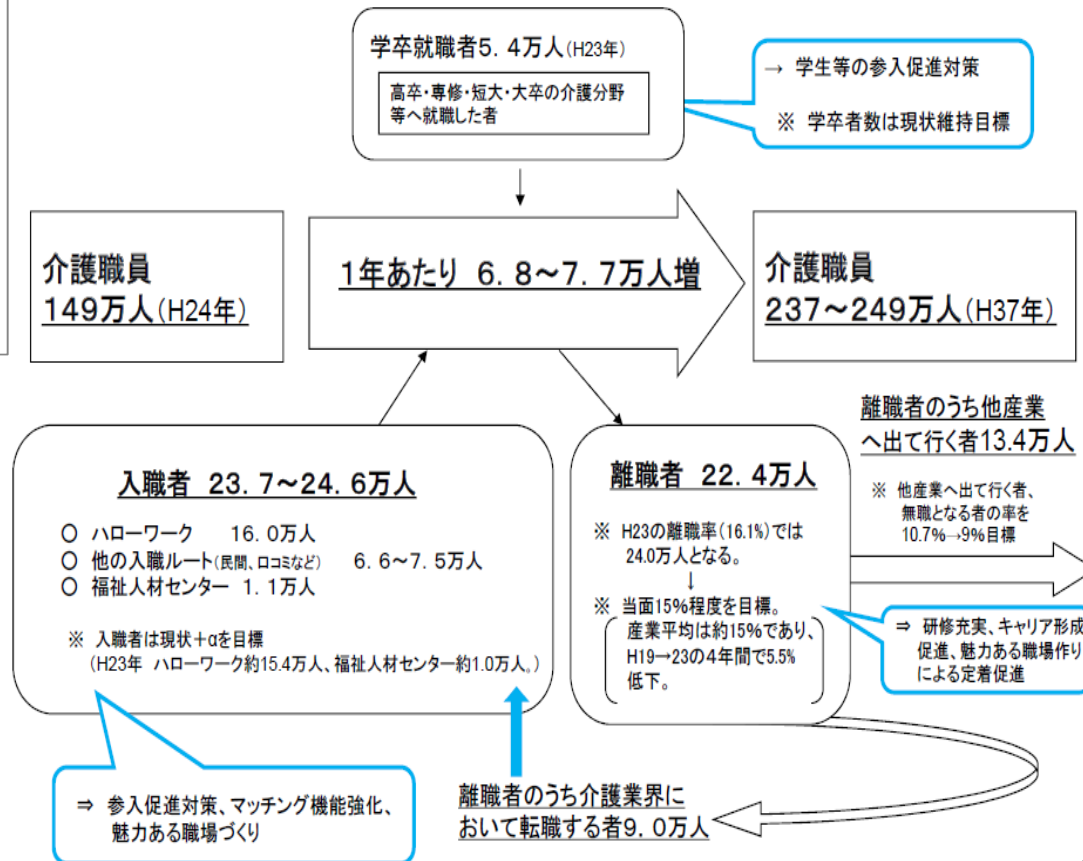 学卒就職者5.4万人(H23年)
高卒・専修・短大・大卒の介護分野
等へ就職した者
→ 学生等の参入促進対策
※ 学卒者数は現状維持目標
介護職員
149万人(H24年)
1年あたり 6.8～7.7万人増
介護職員
237～249万人(H37年)
入職者 23.7～24.6万人
○ ハローワーク 16.0万人
○ 他の入職ルート(民間、口コミなど) 6.6～7.5万人
○ 福祉人材センター 1.1万人
※ 入職者は現状+αを目標
(H23年 ハローワーク約15.4万人、福祉人材センター約1.0万人。)
⇒ 参入促進対策、マッチング機能強化、
魅力ある職場づくり
離職者 22.4万人
※ H23の離職率(16.1%)では
24.0万人となる。
↓
※ 当面15%程度を目標。
産業平均は約15%であり、
H19→23の4年間で5.5%
低下。
離職者のうち他産業
へ出て行く者13.4万人
※ 他産業へ出て行く者、
無職となる者の率を
10.7%→9%目標
⇒ 研修充実、キャリア形成
促進、魅力ある職場作り
による定着促進
離職者のうち介護業界に
おいて転職する者9.0万人